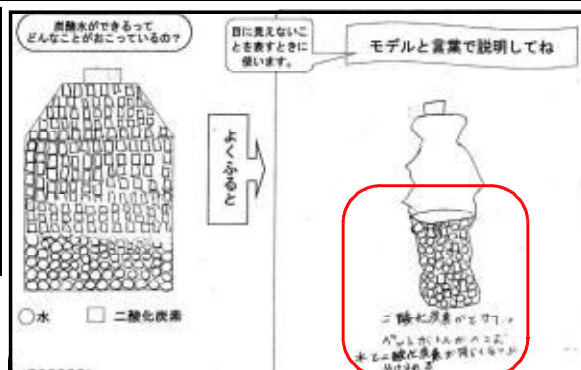 炭酸水ができるって
どんなことがおこっているの？
目に見えないこ
とを表すときに
使います。
モデルと言葉で説明してね
よくふると
○水 □ 二酸化炭素
二酸化炭素がとけて
ペットボトルがへこむ
水と二酸化炭素が同じくらい